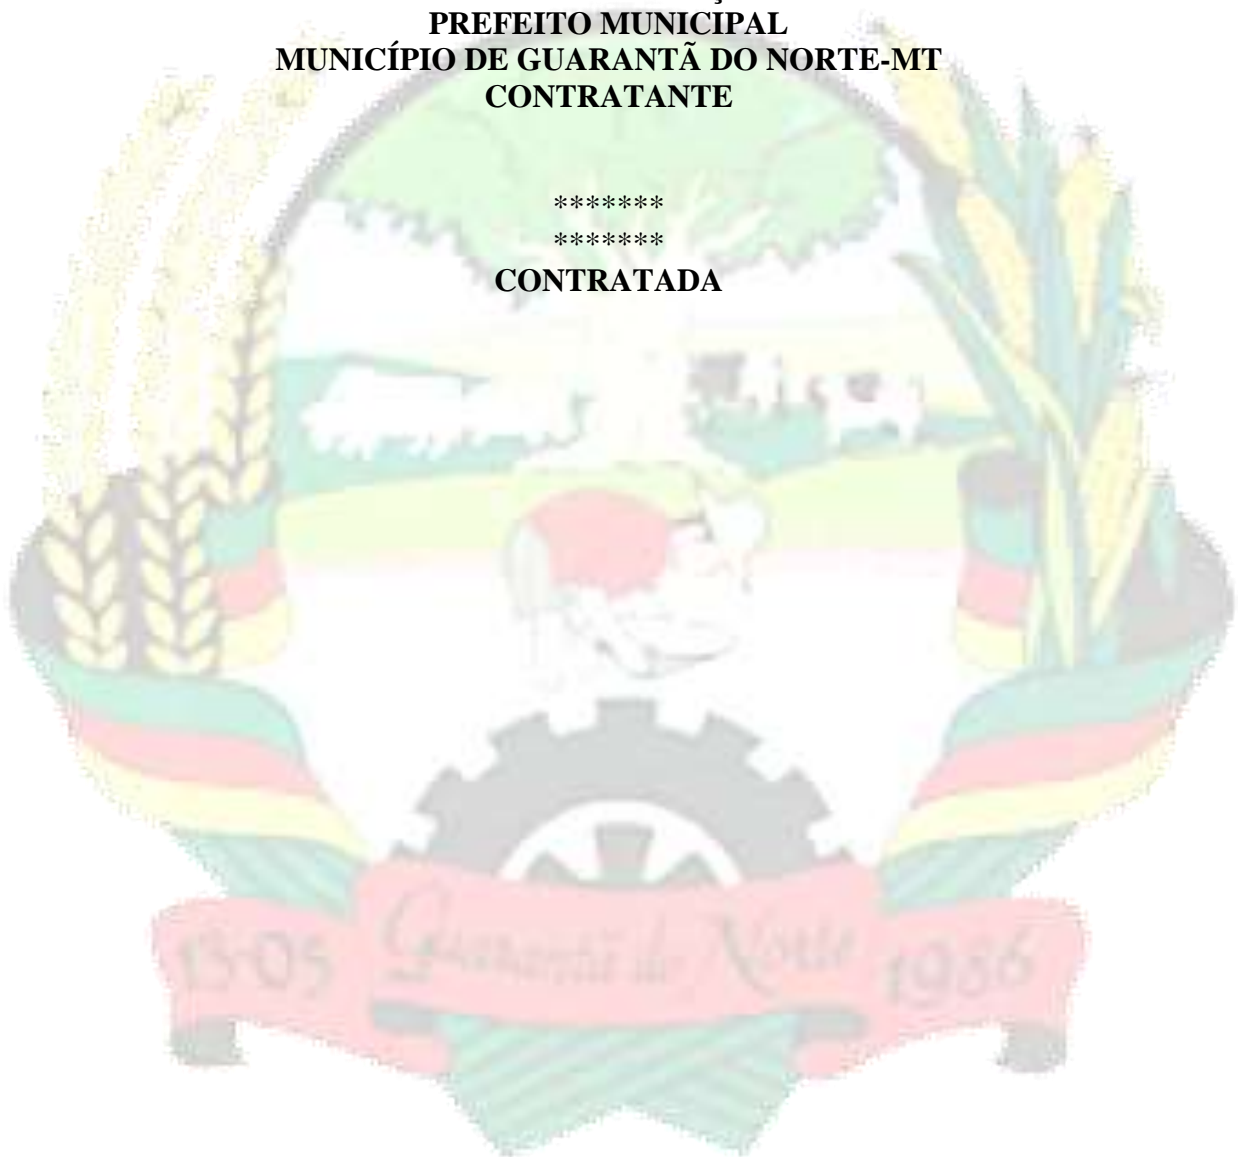 PREFEITO MUNICIPAL
MUNICÍPIO DE GUARANTÃ DO NORTE-MT
CONTRATANTE
*******
*******
CONTRATADA
13-05 Guarantã do Norte 1986